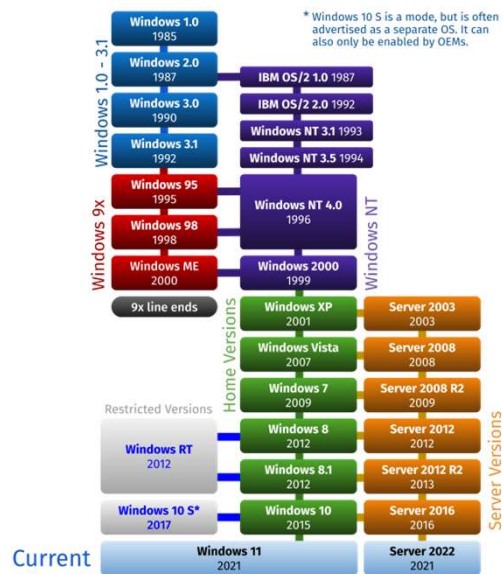 Windows 1.0
1985
* Windows 10 S is a mode, but is often
advertised as a separate OS. It can
also only be enabled by OEMs.
Windows 1.0 - 3.1
Windows 2.0
1987
IBM OS/2 1.0 1987
Windows 3.0
1990
IBM OS/2 2.0 1992
Windows NT 3.1 1993
Windows 3.1
1992
Windows NT 3.5 1994
Windows 9x
Windows 95
1995
Windows NT 4.0
1996
Windows NT
Windows 98
1998
Windows ME
2000
Windows 2000
1999
9x line ends
Home Versions
Windows XP
2001
Server 2003
2003
Windows Vista
2007
Server 2008
2008
Windows 7
2009
Server 2008 R2
2009
Server Versions
Restricted Versions
Windows RT
2012
Windows 8
2012
Server 2012
2012
Windows 8.1
2012
Server 2012 R2
2013
Windows 10 S*
2017
Windows 10
2015
Server 2016
2016
Current
Windows 11
2021
Server 2022
2021